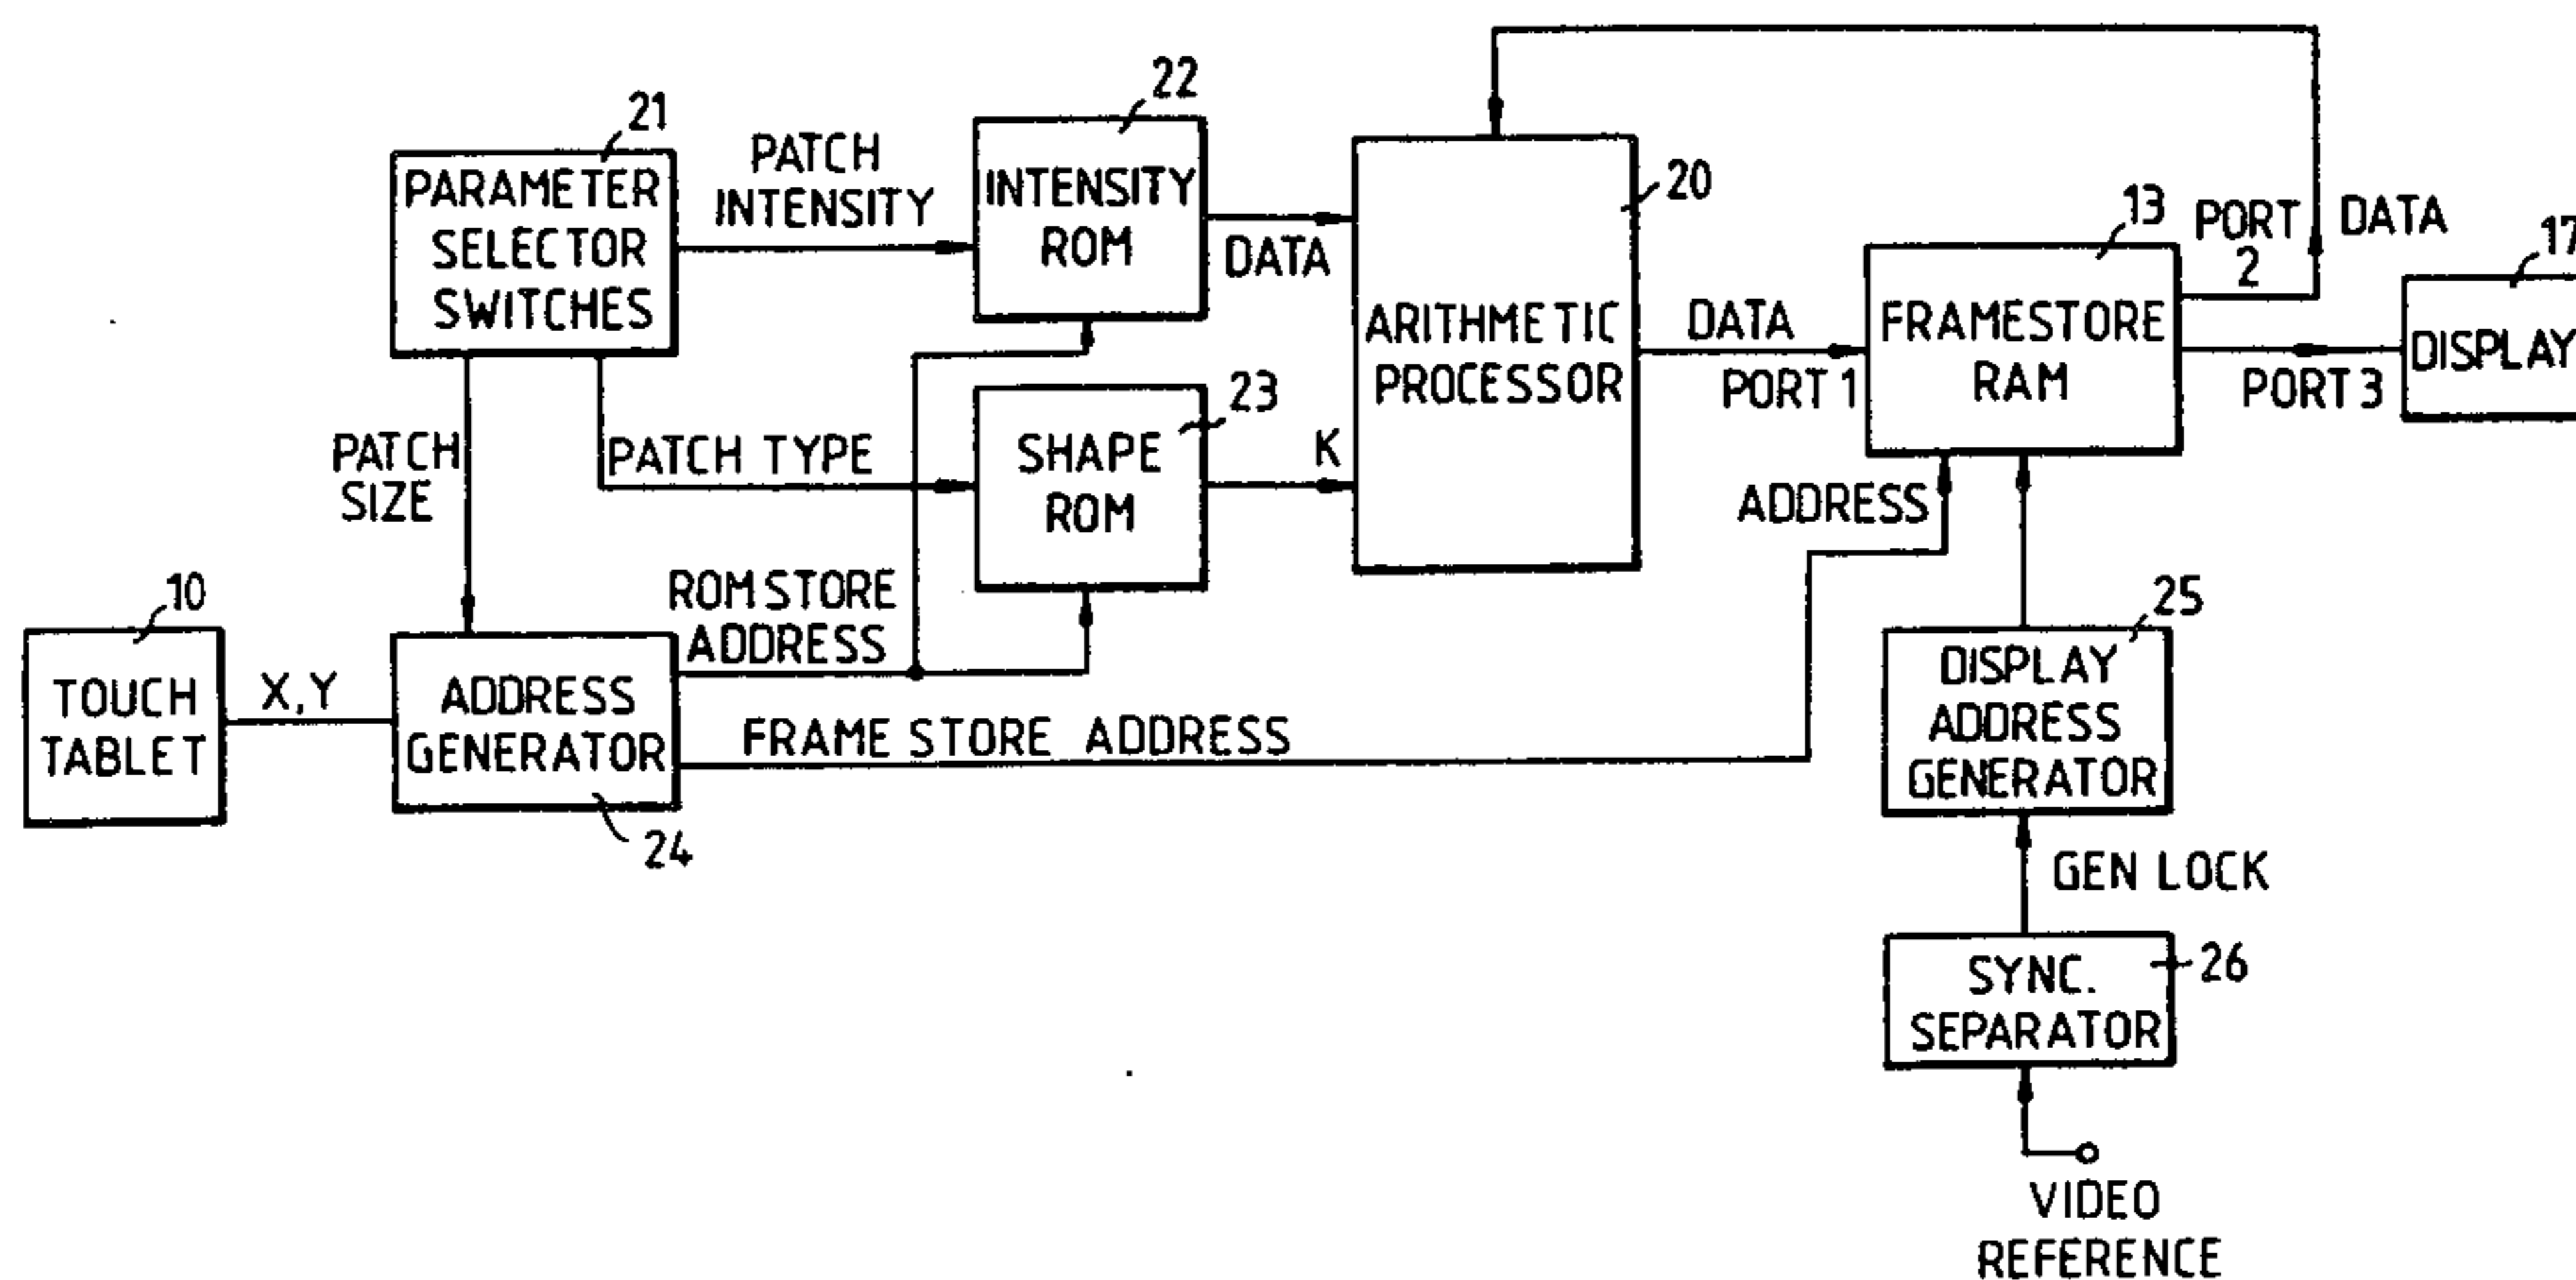 21
PARAMETER
SELECTOR
SWITCHES
PATCH
INTENSITY
22
INTENSITY
ROM
DATA
20
ARITHMETIC
PROCESSOR
DATA
PORT 1
13
FRAMESTORE
RAM
PORT
2
DATA
PORT 3
17
DISPLAY
PATCH
SIZE
PATCH TYPE
23
SHAPE
ROM
K
ADDRESS
10
TOUCH
TABLET
X,Y
ADDRESS
GENERATOR
24
ROM STORE
ADDRESS
FRAME STORE ADDRESS
25
DISPLAY
ADDRESS
GENERATOR
GEN LOCK
SYNC.
SEPARATOR
26
VIDEO
REFERENCE